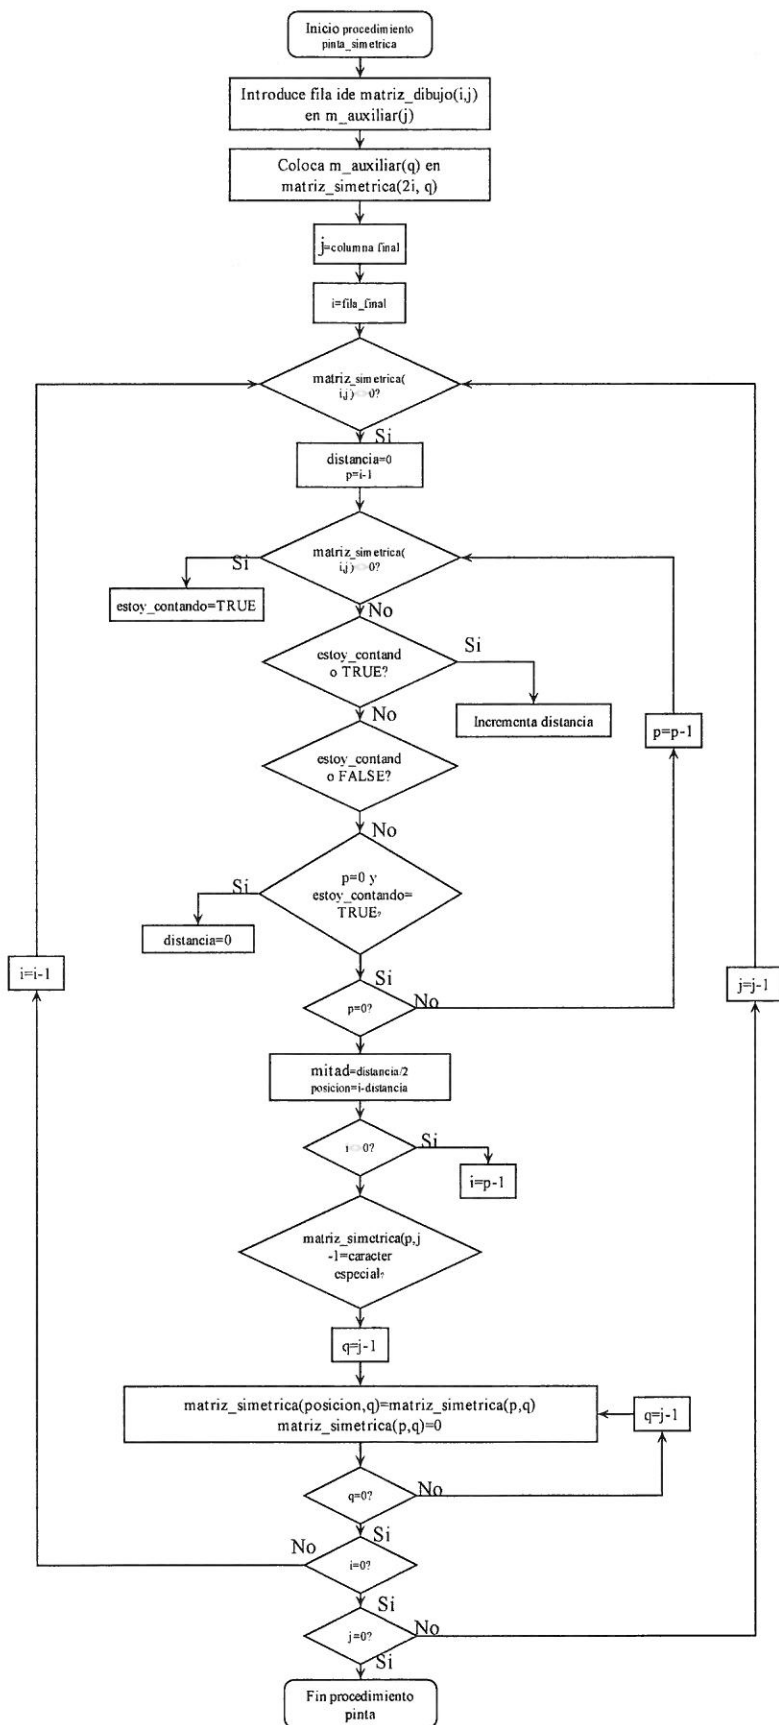 Inicio procedimiento
pinta_simetrica
Introduce fila ide matriz_dibujo(i,j)
en m_auxiliar(j)
Coloca m_auxiliar(q) en
matriz_simetrica(2i, q)
j=columna final
i=fila_final
matriz_simetrica(
i,j)<>0?
Si
distancia=0
p=i-1
matriz_simetrica(
i,j)<>0?
Si
estoy_contando=TRUE
No
estoy_contand
o TRUE?
Si
Incrementa distancia
p=p-1
No
estoy_contand
o FALSE?
No
p=0 y
estoy_contando=
TRUE?
Si
distancia=0
i=i-1
j=j-1
Si
p=0?
No
mitad=distancia/2
posicion=i-distancia
i<>0?
Si
i=p-1
matriz_simetrica(p,j
-1=caracter
especial?
q=j-1
matriz_simetrica(posicion,q)=matriz_simetrica(p,q)
matriz_simetrica(p,q)=0
q=j-1
q=0?
No
Si
No
i=0?
Si
j=0?
No
Si
Fin procedimiento
pinta